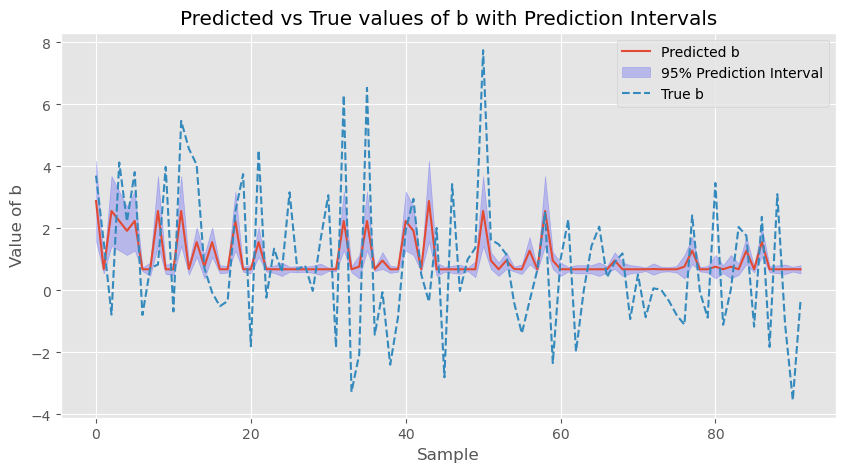 Predicted vs True values of b with Prediction Intervals
Predicted b
95% Prediction Interval
True b
Value of b
8
6
4
2
0
−2
−4
0 20 40 60 80
Sample